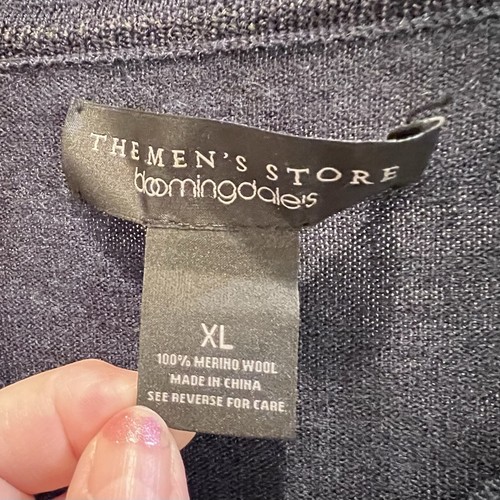 THE MEN'S STORE
bloomingdale's
XL
100% MERINO WOOL
MADE IN CHINA
SEE REVERSE FOR CARE